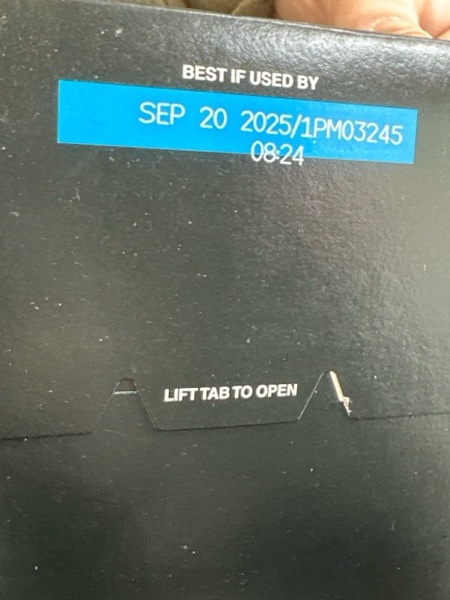 BEST IF USED BY
SEP 20 2025/1PM03245
08:24
LIFT TAB TO OPEN